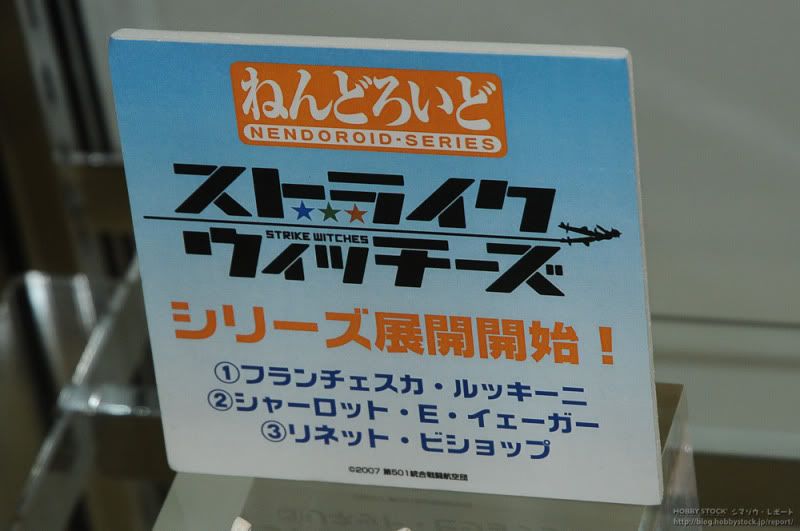 ねんどろいど
NENDOROID·SERIES
ストライク
STRIKE WITCHES
ウィッチーズ
シリーズ展開開始！
①フランチェスカ・ルッキーニ
②シャーロット・E・イェーガー
③リネット・ビショップ
©2007 第501統合戦闘航空団
HOBBY STOCK シマソウ・レポート
http://blog.hobbystock.jp/report/